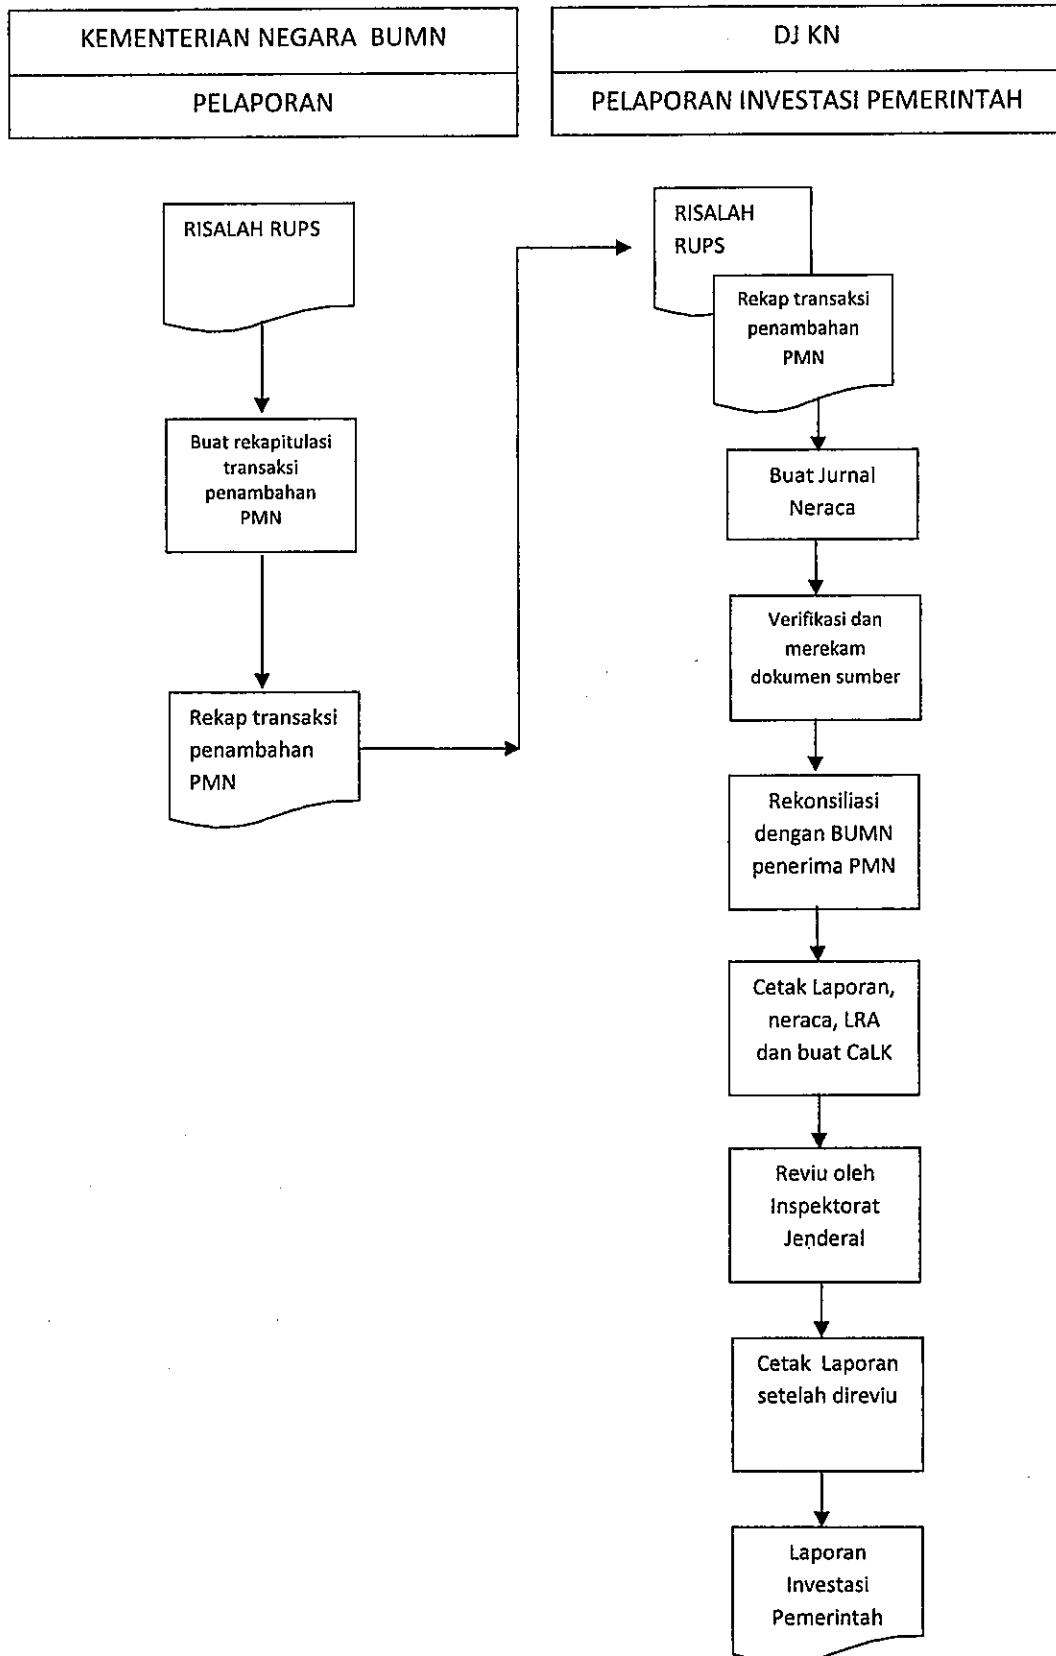 KEMENTERIAN NEGARA BUMN
PELAPORAN
DJ KN
PELAPORAN INVESTASI PEMERINTAH
RISALAH RUPS
Buat rekapitulasi
transaksi
penambahan
PMN
Rekap transaksi
penambahan
PMN
RISALAH
RUPS
Rekap transaksi
penambahan
PMN
Buat Jurnal
Neraca
Verifikasi dan
merekam
dokumen sumber
Rekonsiliasi
dengan BUMN
penerima PMN
Cetak Laporan,
neraca, LRA
dan buat CaLK
Reviu oleh
Inspektorat
Jenderal
Cetak Laporan
setelah direviu
Laporan
Investasi
Pemerintah